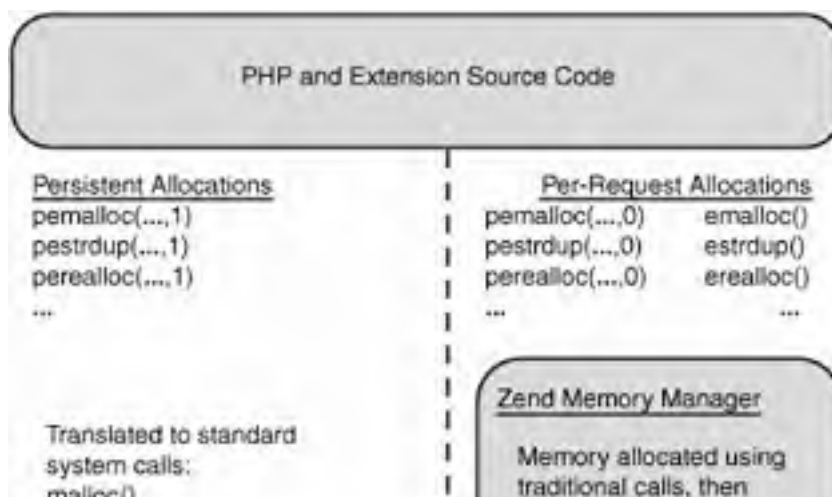 PHP and Extension Source Code
Persistent Allocations
pemalloc(...,1)
pestrdup(...,1)
perealloc(...,1)
...
Per-Request Allocations
pemalloc(...,0) emalloc()
pestrdup(...,0) estrdup()
perealloc(...,0) erealloc()
... ...
Translated to standard
system calls:
malloc()
Zend Memory Manager
Memory allocated using
traditional calls, then